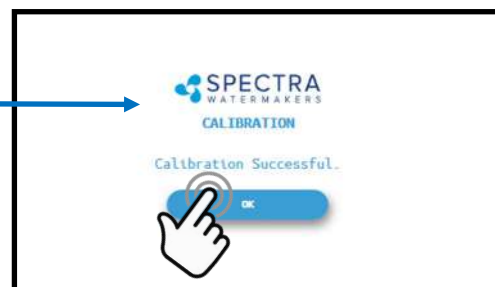 SPECTRA
WATERMAKERS
CALIBRATION
Calibration Successful.
OK